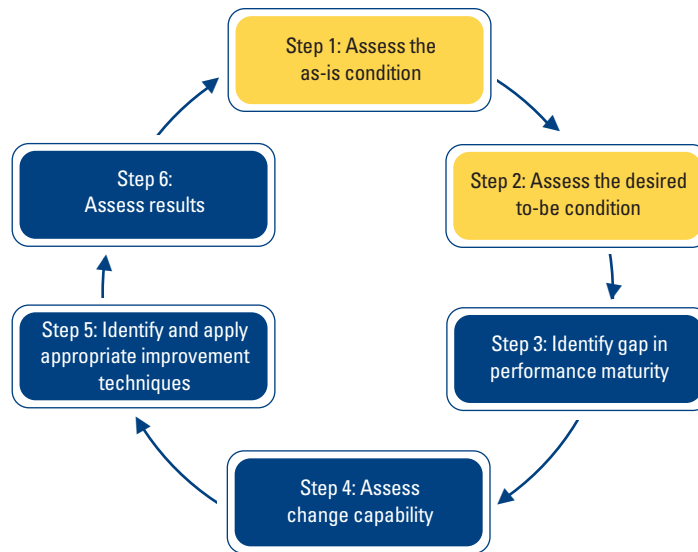 Step 1: Assess the
as-is condition
Step 2: Assess the desired
to-be condition
Step 3: Identify gap in
performance maturity
Step 4: Assess
change capability
Step 5: Identify and apply
appropriate improvement
techniques
Step 6:
Assess results